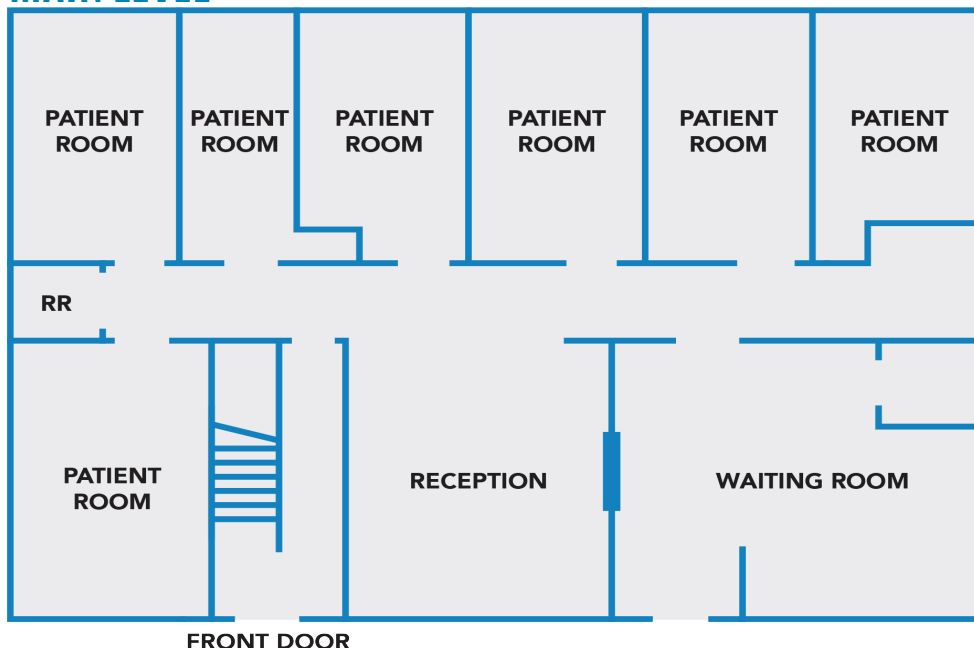 PATIENT
ROOM
PATIENT
ROOM
PATIENT
ROOM
PATIENT
ROOM
PATIENT
ROOM
PATIENT
ROOM
RR
PATIENT
ROOM
RECEPTION
WAITING ROOM
FRONT DOOR